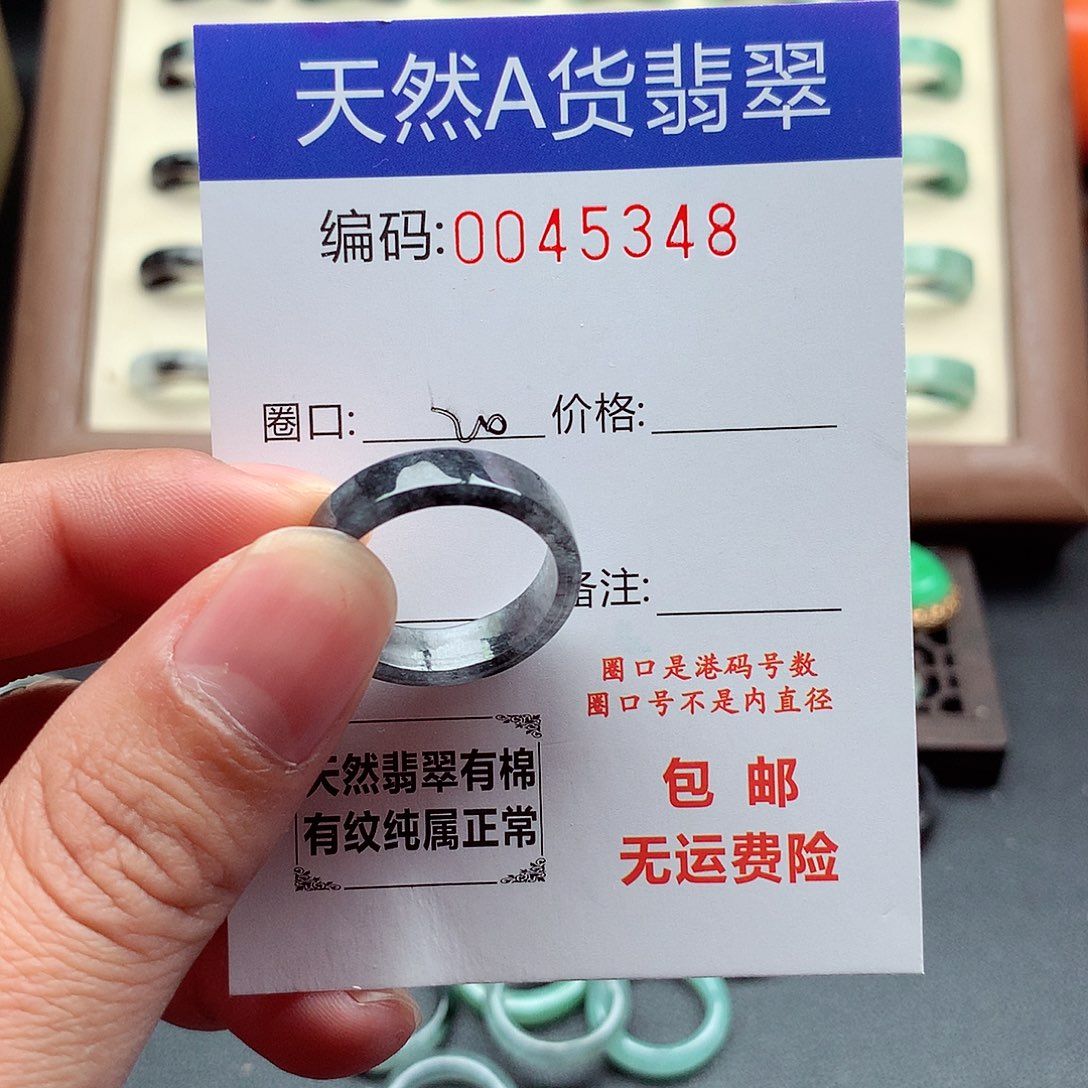 天然A货翡翠
编码:0045348
圈口: 价格:
备注:
圈口是港码号数
圈口号不是内直径
天然翡翠有棉
有纹纯属正常
包邮
无运费险